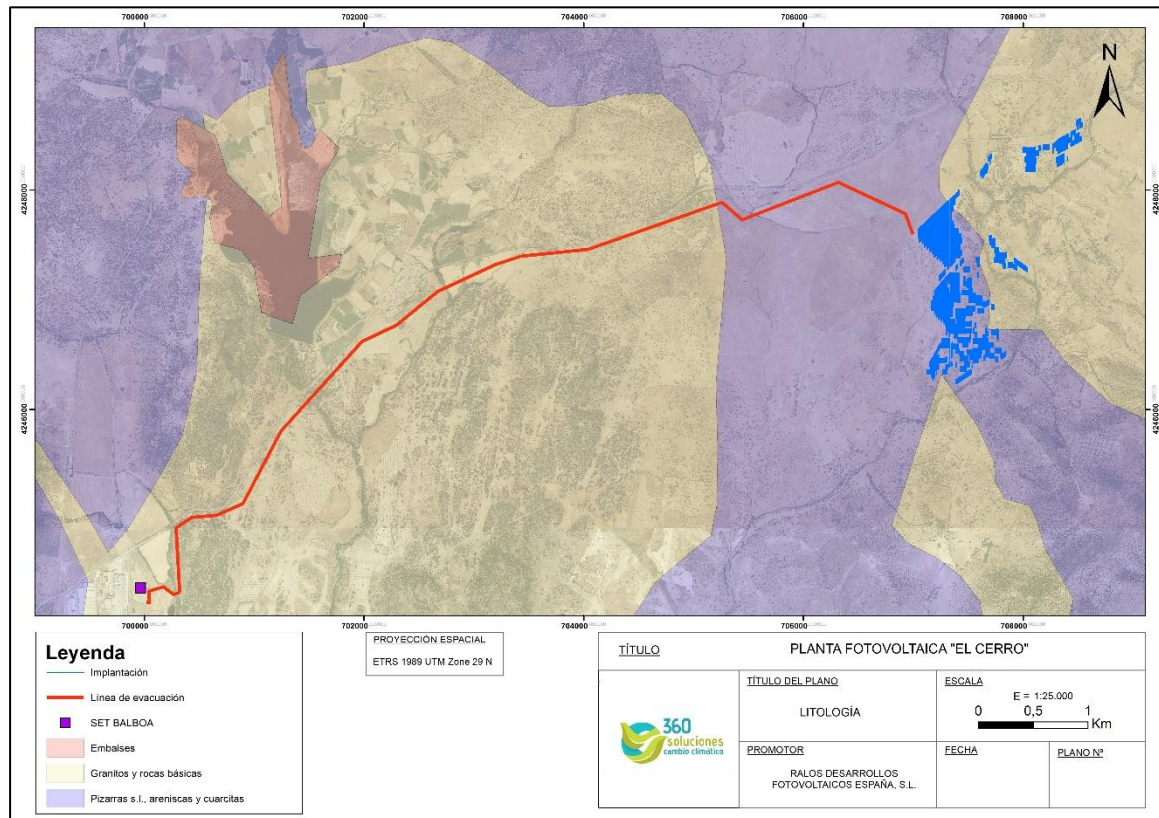 700000
702000
704000
706000
708000
N
4248000
4248000
4246000
4246000
700000
702000
704000
706000
708000
Leyenda
Implantación
Línea de evacuación
SET BALBOA
Embalses
Granitos y rocas básicas
Pizarras s.l., areniscas y cuarcitas
PROYECCIÓN ESPACIAL
ETRS 1989 UTM Zone 29 N
TÍTULO
PLANTA FOTOVOLTAICA "EL CERRO"
360
soluciones
cambio climático
TÍTULO DEL PLANO
LITOLOGÍA
ESCALA
E = 1:25.000
0 0,5 1
Km
PROMOTOR
RALOS DESARROLLOS
FOTOVOLTAICOS ESPAÑA, S.L.
FECHA
PLANO Nº